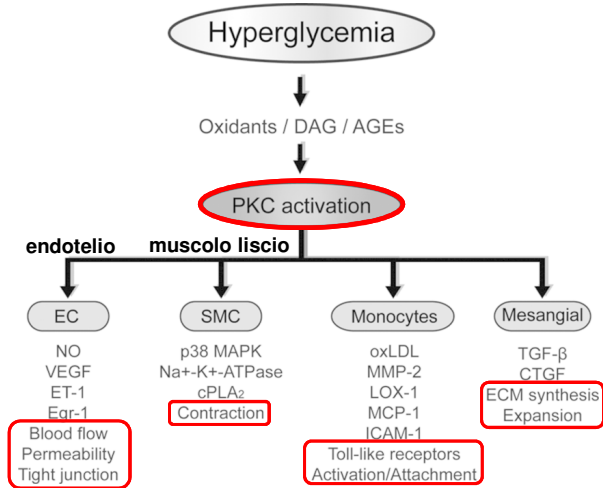 Hyperglycemia
Oxidants / DAG / AGEs
PKC activation
endotelio
muscolo liscio
EC
NO
VEGF
ET-1
Egr-1
Blood flow
Permeability
Tight junction
SMC
p38 MAPK
Na+-K+-ATPase
cPLA₂
Contraction
Monocytes
oxLDL
MMP-2
LOX-1
MCP-1
ICAM-1
Toll-like receptors
Activation/Attachment
Mesangial
TGF-β
CTGF
ECM synthesis
Expansion